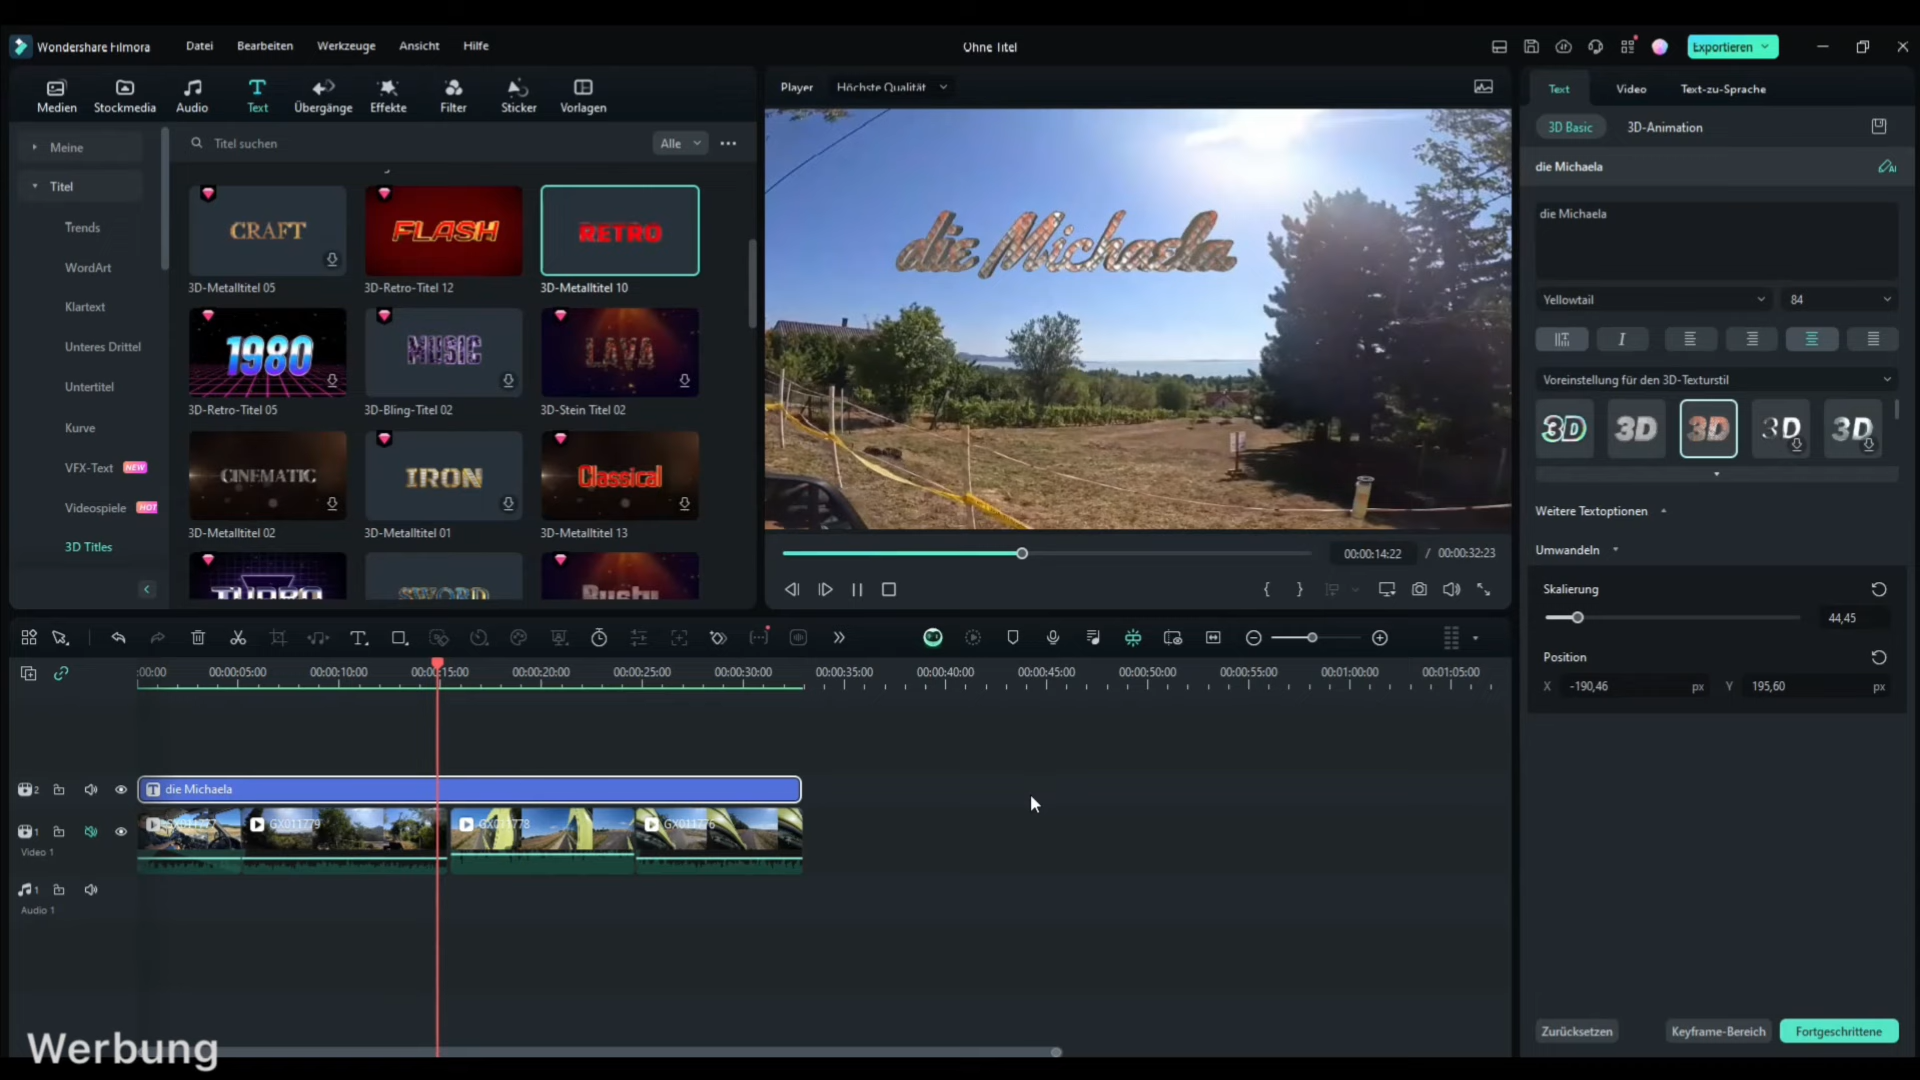 Wondershare Filmora Datei Bearbeiten Werkzeuge Ansicht Hilfe Ohne Titel Exportieren
Medien Stockmedia Audio Text Übergänge Effekte Filter Sticker Vorlagen
Player Höchste Qualität
Text Video Text-zu-Sprache
3D Basic 3D-Animation
Meine
Titel
Trends
WordArt
Klartext
Unteres Drittel
Untertitel
Kurve
VFX-Text NEW
Videospiele HOT
3D Titles
Titel suchen Alle
CRAFT FLASH RETRO
3D-Metalltitel 05 3D-Retro-Titel 12 3D-Metalltitel 10
1980 MUSIC LAVA
3D-Retro-Titel 05 3D-Bling-Titel 02 3D-Stein Titel 02
CINEMATIC IRON Classical
3D-Metalltitel 02 3D-Metalltitel 01 3D-Metalltitel 13
TURBO SWORD Rusty
die Michaela
00:00:14:22 / 00:00:32:23
die Michaela
die Michaela
Yellowtail 84
Voreinstellung für den 3D-Texturstil
3D 3D 3D 3D 3D
Weitere Textoptionen
Umwandeln
Skalierung
44,45
Position
X -190,46 px Y 195,60 px
:00:00 00:00:05:00 00:00:10:00 00:00:15:00 00:00:20:00 00:00:25:00 00:00:30:00 00:00:35:00 00:00:40:00 00:00:45:00 00:00:50:00 00:00:55:00 00:01:00:00 00:01:05:00
2 die Michaela
1 GX011777 GX011779 GX011778 GX011776
Video 1
1
Audio 1
Zurücksetzen Keyframe-Bereich Fortgeschrittene
Werbung